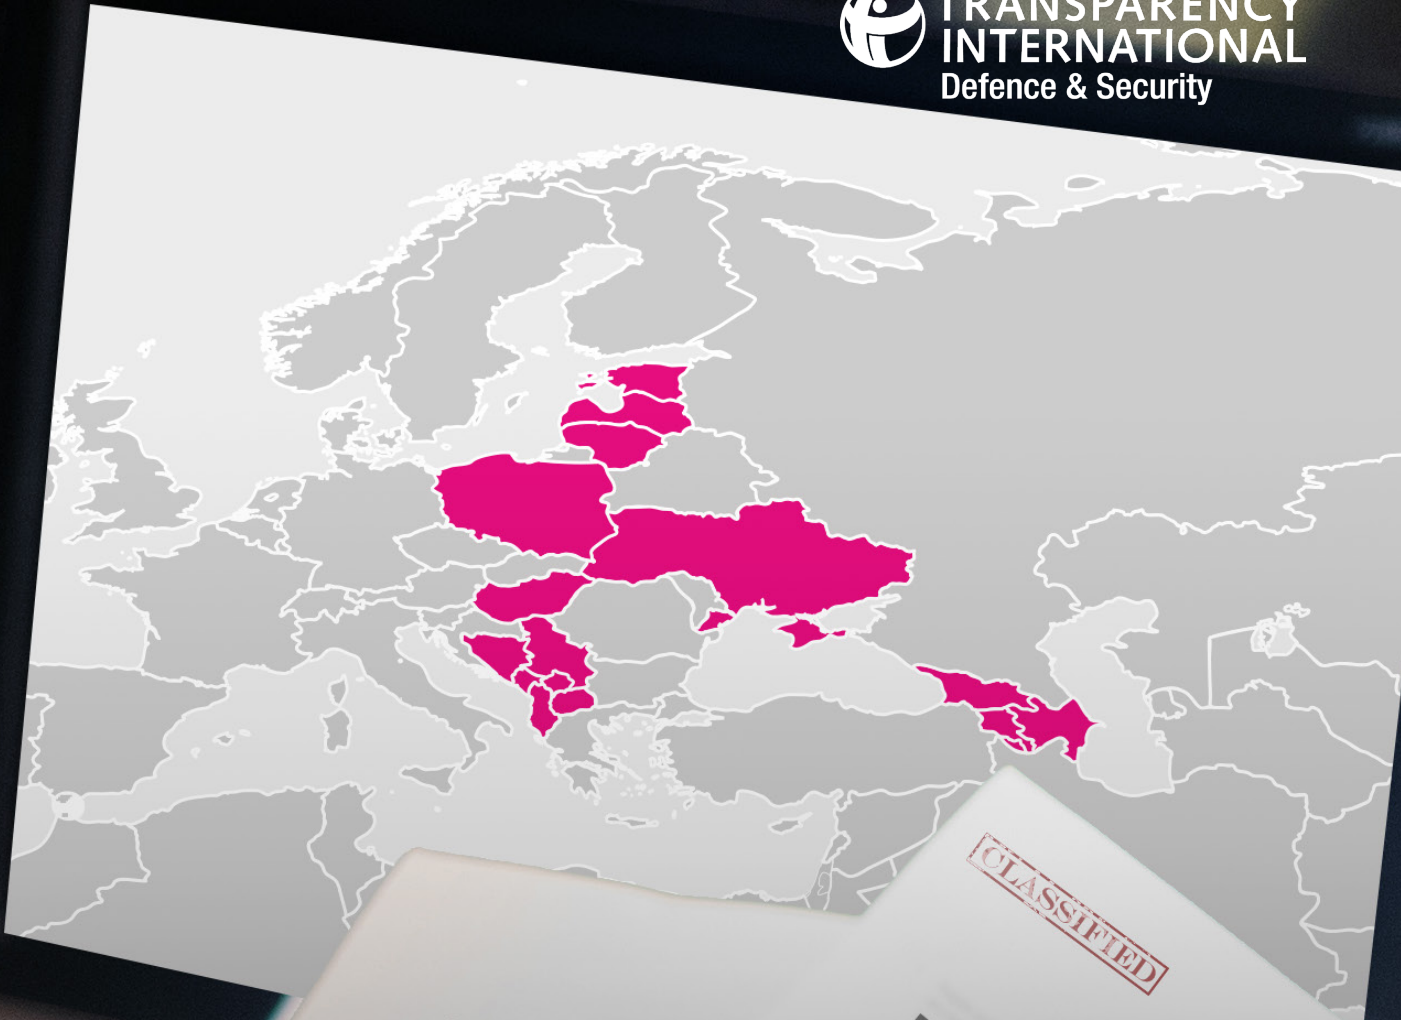 TRANSPARENCY
INTERNATIONAL
Defence & Security
CLASSIFIED